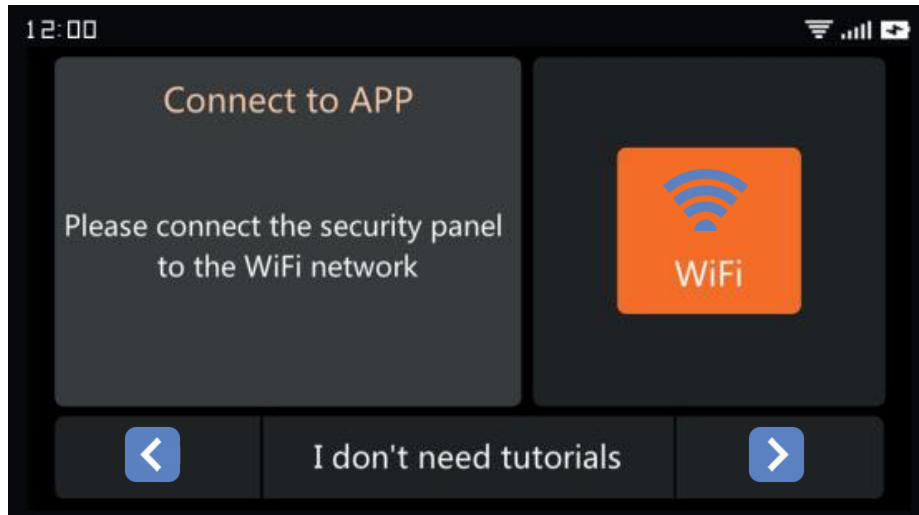 12:00
Connect to APP
Please connect the security panel
to the WiFi network
WiFi
I don't need tutorials